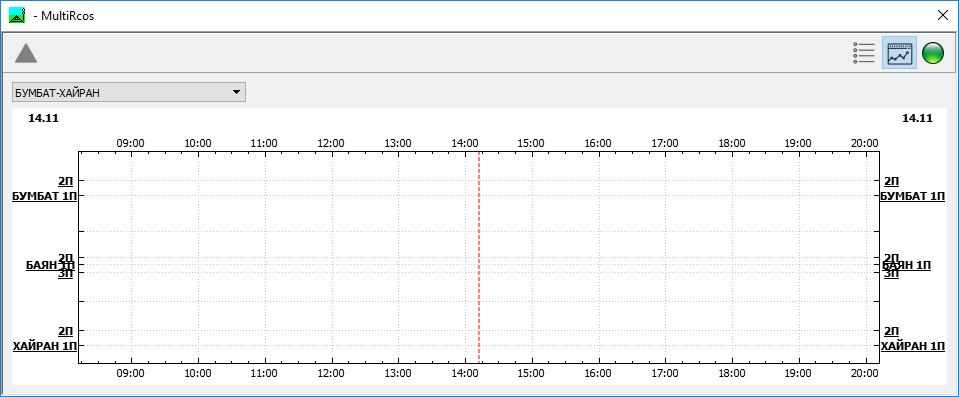 - MultiRcos
БУМБАТ-ХАЙРАН
14.11 14.11
09:00 10:00 11:00 12:00 13:00 14:00 15:00 16:00 17:00 18:00 19:00 20:00
2П 2П
БУМБАТ 1П БУМБАТ 1П
2П 2П
БАЯН 1П БАЯН 1П
3П 3П
2П 2П
ХАЙРАН 1П ХАЙРАН 1П
09:00 10:00 11:00 12:00 13:00 14:00 15:00 16:00 17:00 18:00 19:00 20:00